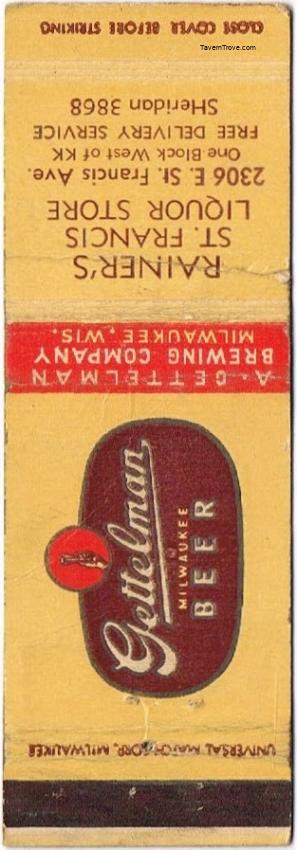 TavernTrove.com
CLOSE COVER BEFORE STRIKING
RAINER'S
ST. FRANCIS
LIQUOR STORE
2306 E. St. Francis Ave.
One Block West of KK
FREE DELIVERY SERVICE
SHeridan 3868
A. GETTELMAN
BREWING COMPANY
MILWAUKEE, WIS.
Gettelman
MILWAUKEE
BEER
UNIVERSAL MATCH CORP., MILWAUKEE